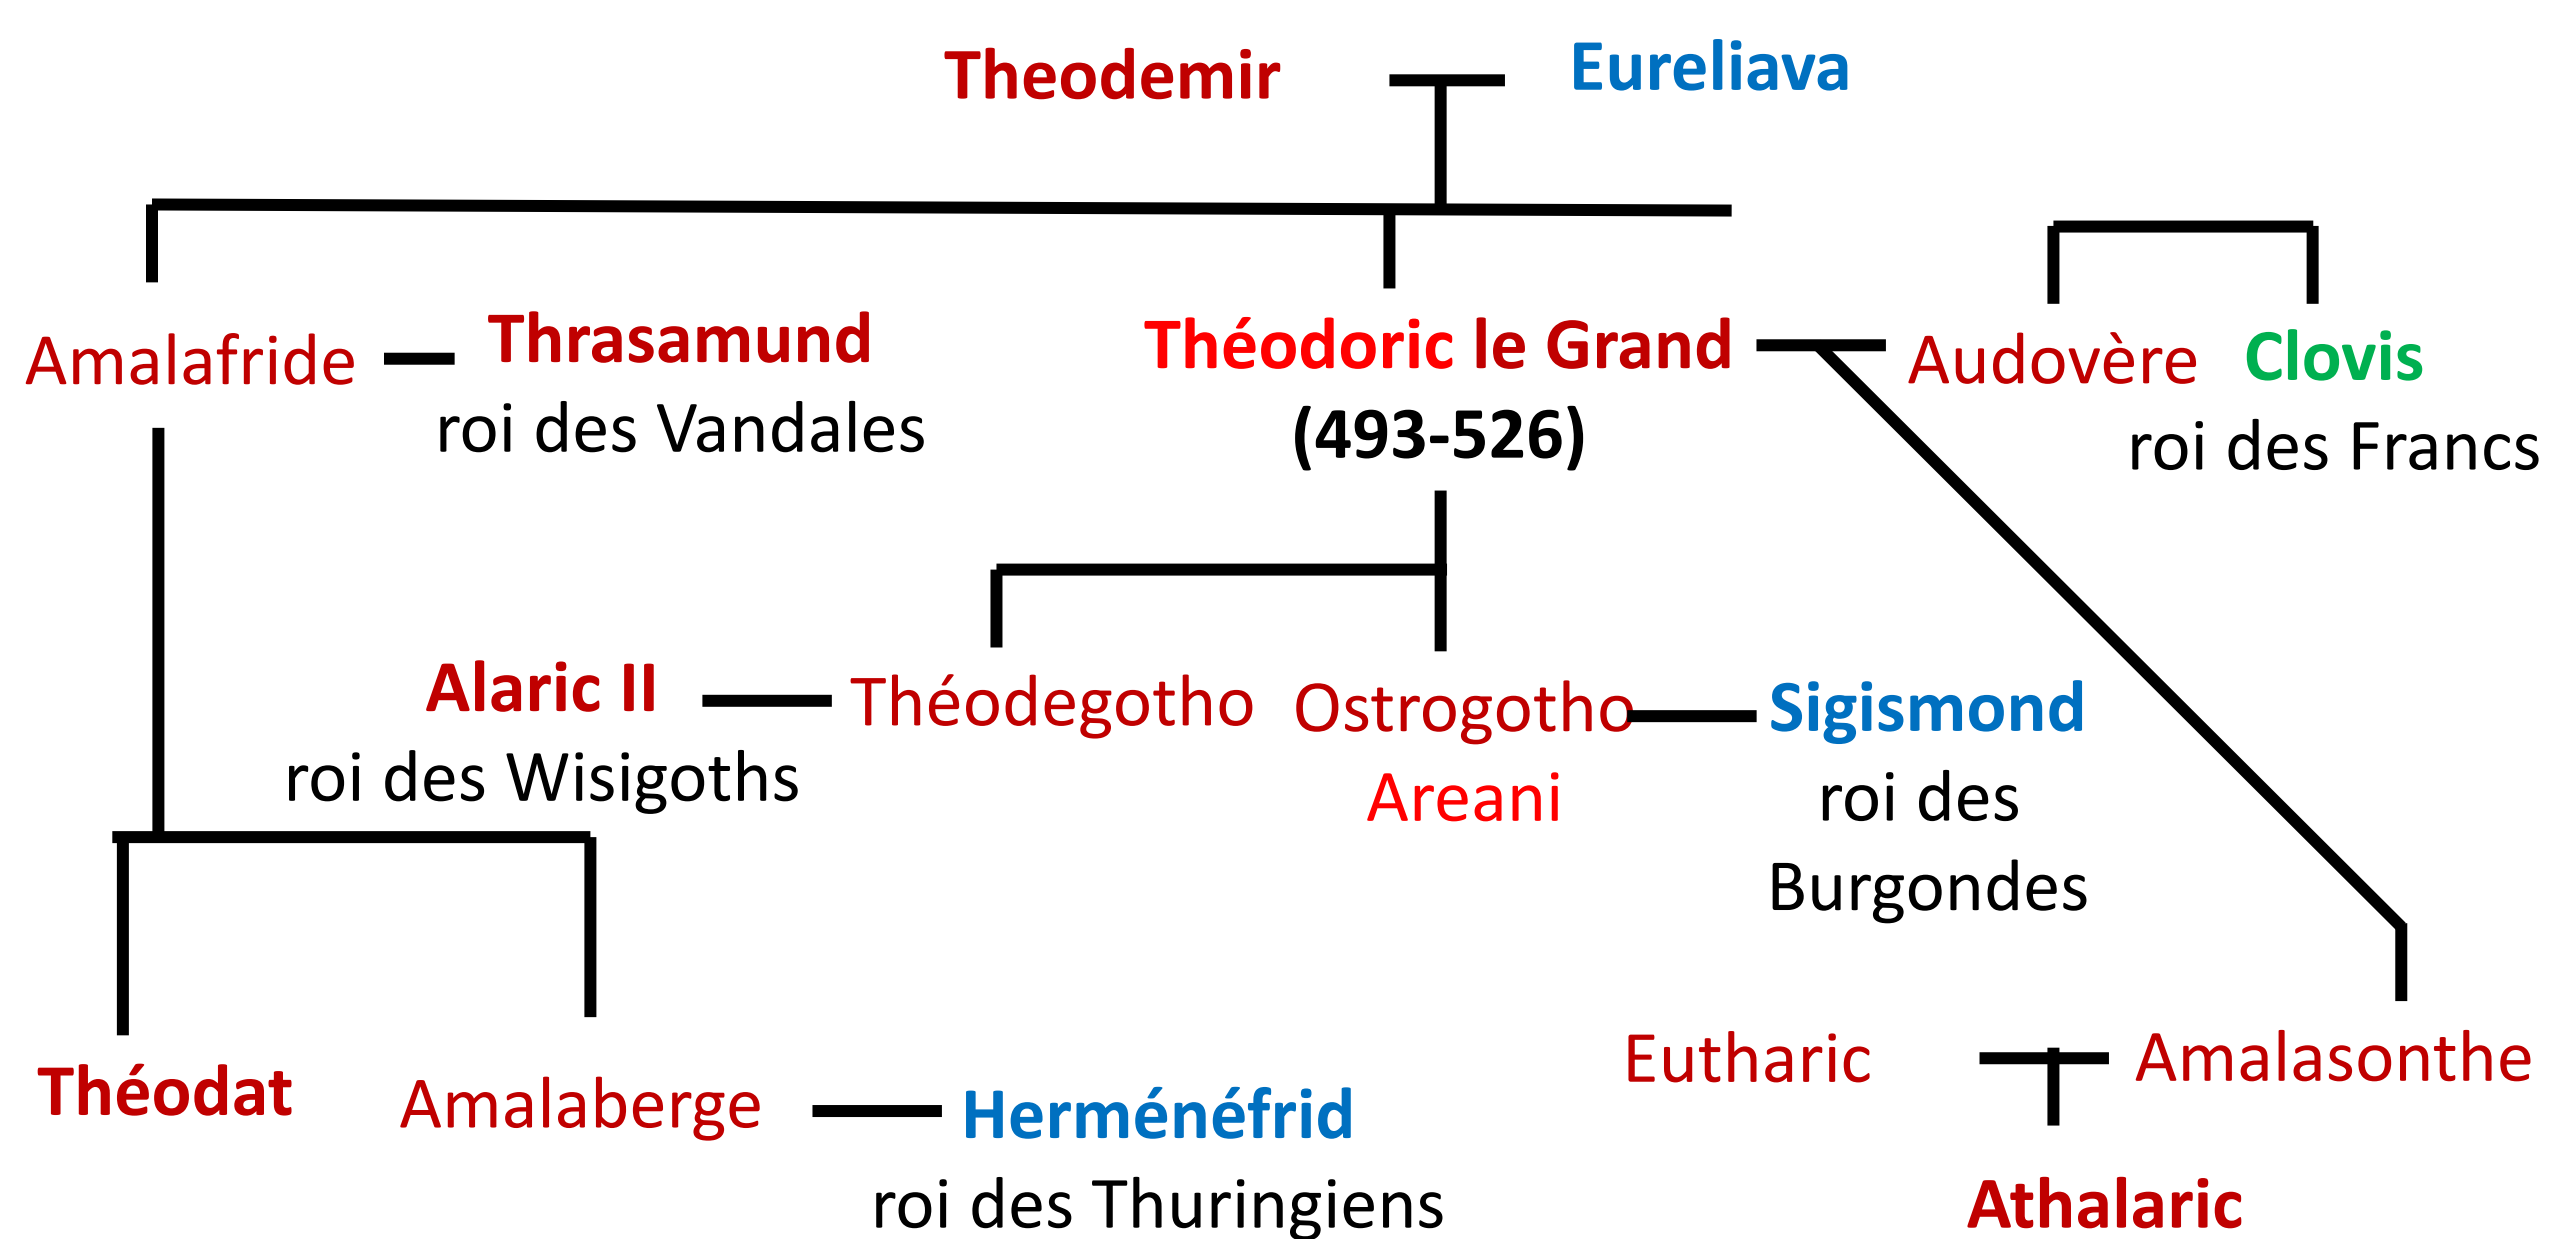 Theodemir
Eureliava
Amalafride
Thrasamund
roi des Vandales
Théodoric le Grand
(493-526)
Audovère
Clovis
roi des Francs
Alaric II
roi des Wisigoths
Théodegotho
Ostrogotho
Areani
Sigismond
roi des
Burgondes
Théodat
Amalaberge
Herménéfrid
roi des Thuringiens
Eutharic
Amalasonthe
Athalaric